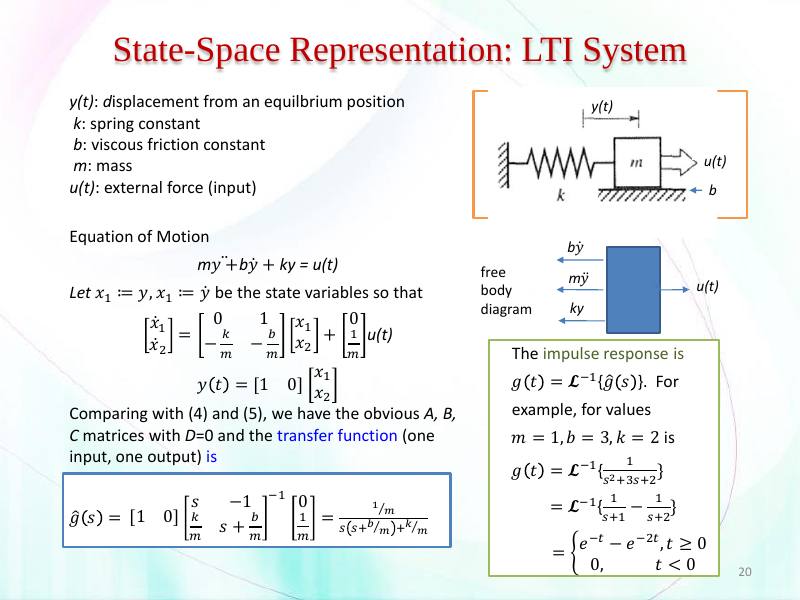 State-Space Representation: LTI System
y(t): displacement from an equilbrium position
k: spring constant
b: viscous friction constant
m: mass
u(t): external force (input)
y(t)
m
u(t)
k
b
Equation of Motion
mÿ+bẏ + ky = u(t)
Let x₁ ≔ y, x₁ ≔ ẏ be the state variables so that
[ẋ₁ ; ẋ₂] = [0 1 ; −k/m −b/m] [x₁ ; x₂] + [0 ; 1/m] u(t)
y(t) = [1 0] [x₁ ; x₂]
Comparing with (4) and (5), we have the obvious A, B,
C matrices with D=0 and the transfer function (one
input, one output) is
ĝ(s) = [1 0] [s −1 ; k/m s + b/m]⁻¹ [0 ; 1/m] = (1/m) / (s(s+b/m)+k/m)
free
body
diagram
bẏ
mÿ
ky
u(t)
The impulse response is
g(t) = 𝓛⁻¹{ĝ(s)}. For
example, for values
m = 1, b = 3, k = 2 is
g(t) = 𝓛⁻¹{1/(s²+3s+2)}
= 𝓛⁻¹{1/(s+1) − 1/(s+2)}
= { e⁻ᵗ − e⁻²ᵗ, t ≥ 0
0, t < 0
20